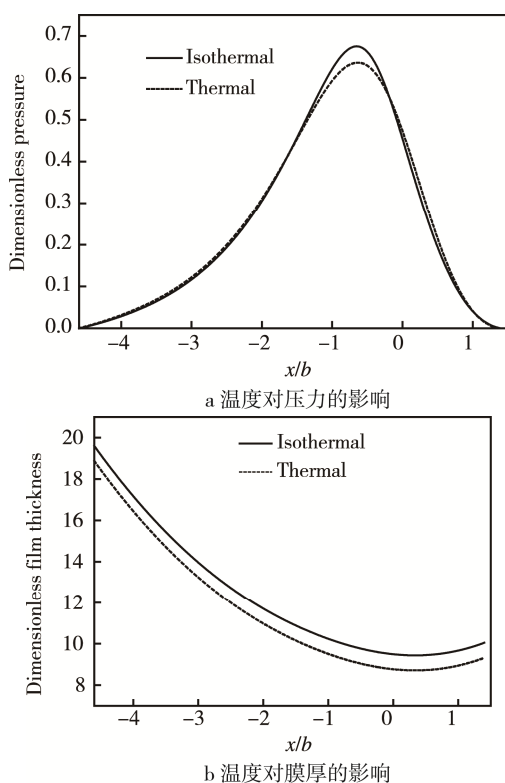 0.7
Isothermal
Thermal
0.6
0.5
0.4
0.3
0.2
0.1
0.0
Dimensionless pressure
−4 −3 −2 −1 0 1
x/b
a 温度对压力的影响
20
Isothermal
Thermal
18
16
14
12
10
8
Dimensionless film thickness
−4 −3 −2 −1 0 1
x/b
b 温度对膜厚的影响